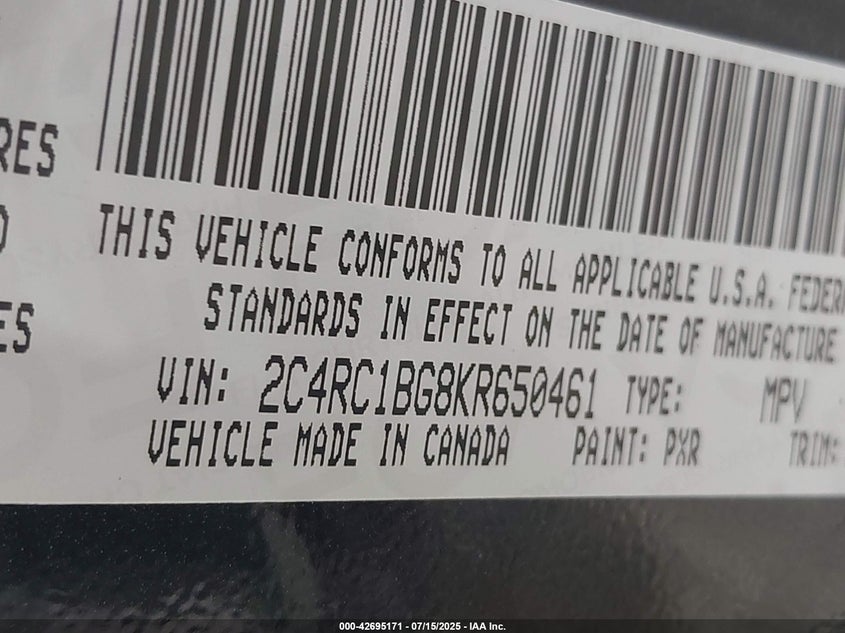 RES
THIS VEHICLE CONFORMS TO ALL APPLICABLE U.S.A. FEDER
STANDARDS IN EFFECT ON THE DATE OF MANUFACTURE
ES
VIN: 2C4RC1BG8KR650461 TYPE: MPV
VEHICLE MADE IN CANADA PAINT: PXR TRIM:
000-42695171 - 07/15/2025 - IAA Inc.